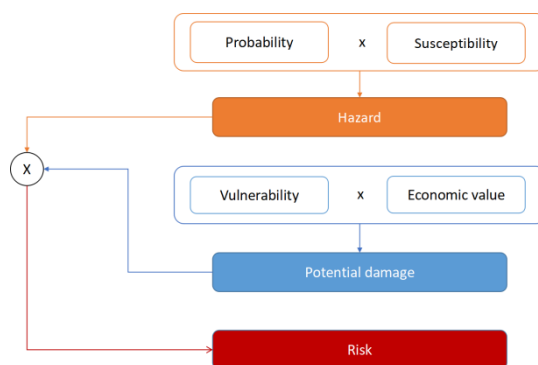 Probability x Susceptibility
Hazard
X
Vulnerability x Economic value
Potential damage
Risk